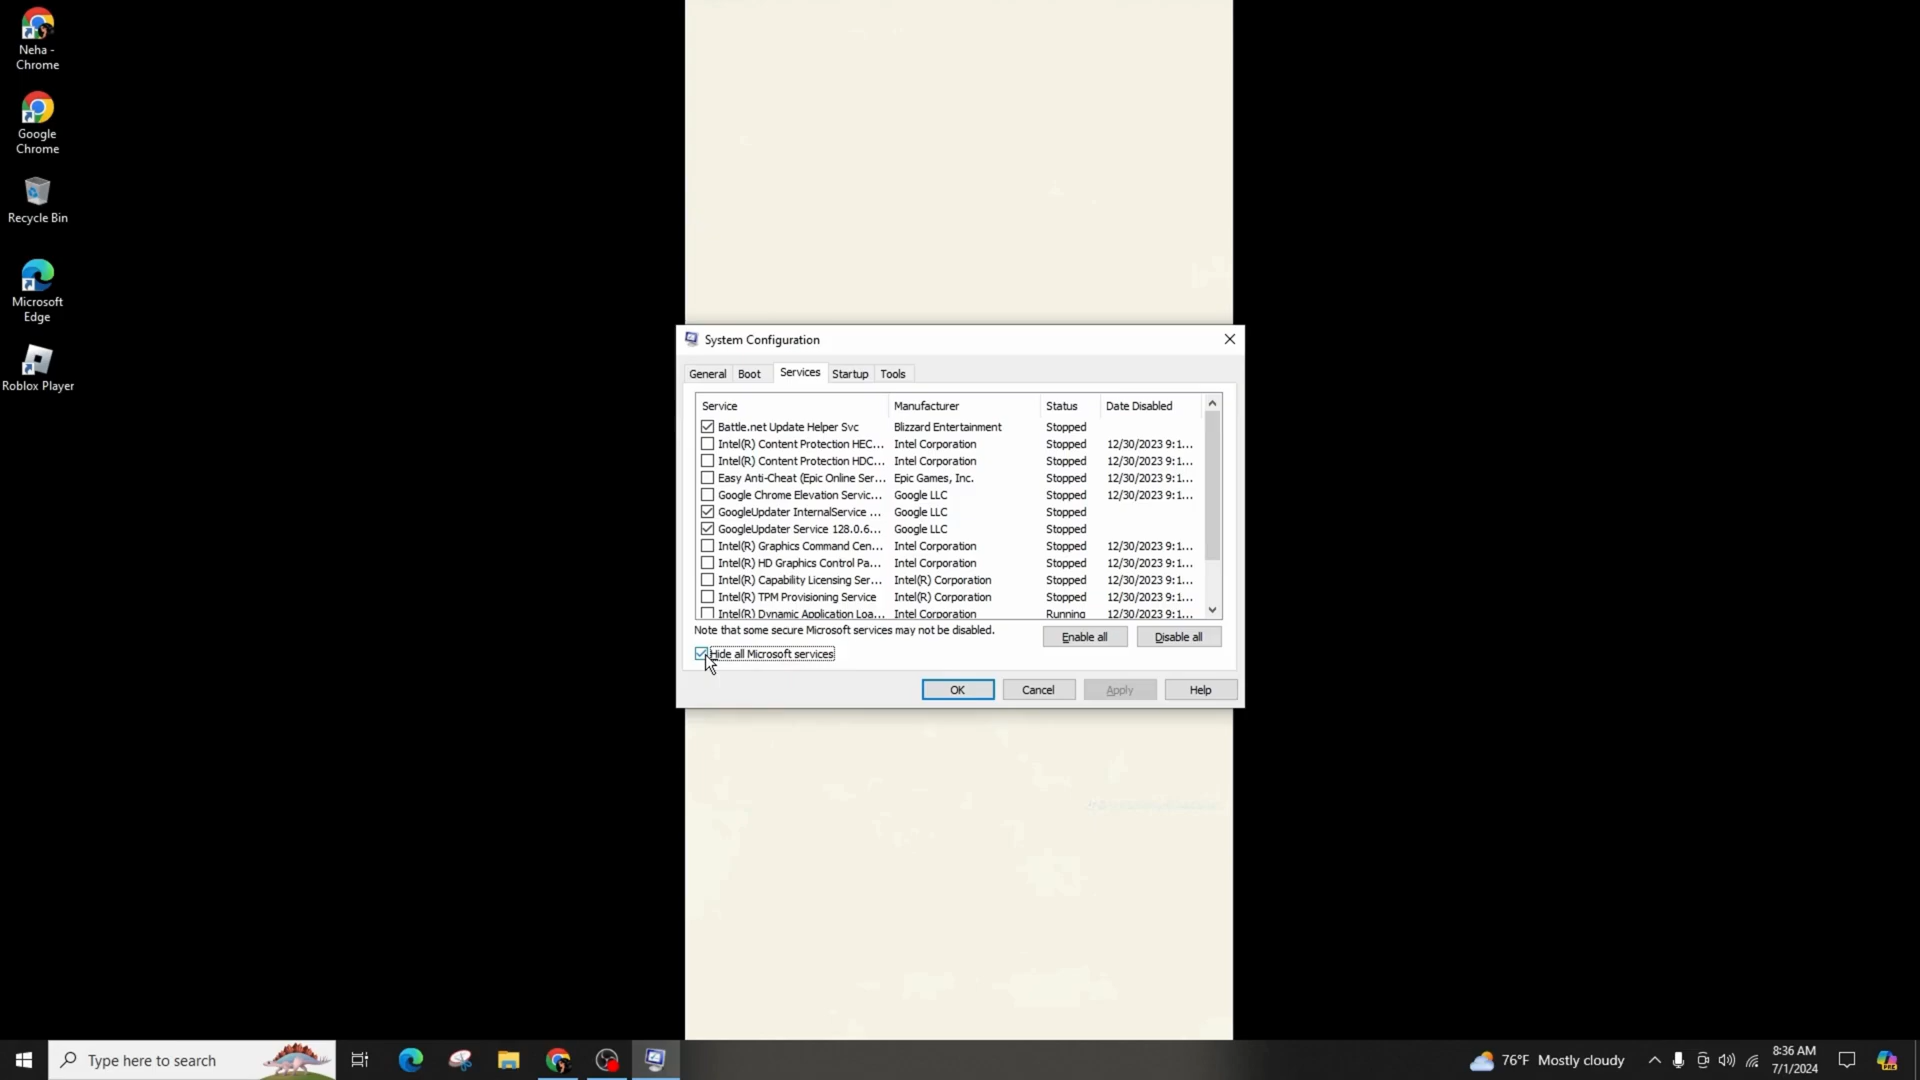 Neha -
Chrome
Google
Chrome
Recycle Bin
Microsoft
Edge
Roblox Player
System Configuration
General Boot Services Startup Tools
Service Manufacturer Status Date Disabled
Battle.net Update Helper Svc Blizzard Entertainment Stopped
Intel(R) Content Protection HEC... Intel Corporation Stopped 12/30/2023 9:1...
Intel(R) Content Protection HDC... Intel Corporation Stopped 12/30/2023 9:1...
Easy Anti-Cheat (Epic Online Ser... Epic Games, Inc. Stopped 12/30/2023 9:1...
Google Chrome Elevation Servic... Google LLC Stopped 12/30/2023 9:1...
GoogleUpdater InternalService ... Google LLC Stopped
GoogleUpdater Service 128.0.6... Google LLC Stopped
Intel(R) Graphics Command Cen... Intel Corporation Stopped 12/30/2023 9:1...
Intel(R) HD Graphics Control Pa... Intel Corporation Stopped 12/30/2023 9:1...
Intel(R) Capability Licensing Ser... Intel(R) Corporation Stopped 12/30/2023 9:1...
Intel(R) TPM Provisioning Service Intel(R) Corporation Stopped 12/30/2023 9:1...
Intel(R) Dynamic Application Loa... Intel Corporation Running 12/30/2023 9:1...
Note that some secure Microsoft services may not be disabled.
Enable all Disable all
Hide all Microsoft services
OK Cancel Apply Help
Type here to search
76°F Mostly cloudy
8:36 AM
7/1/2024
PRE